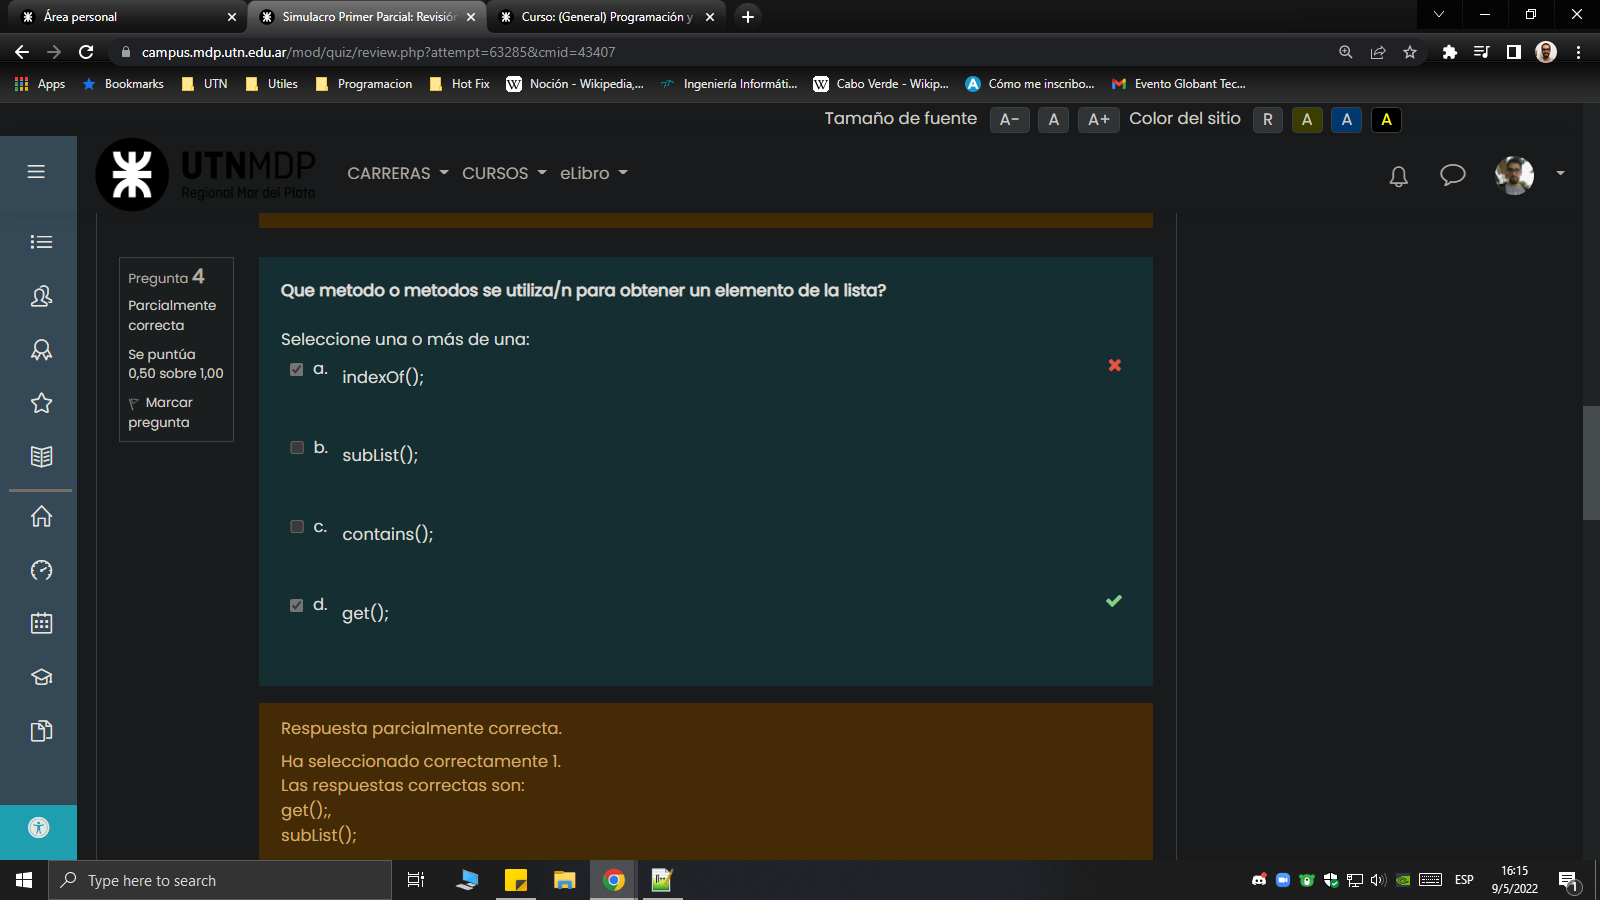 Área personal
Simulacro Primer Parcial: Revisión
Curso: (General) Programación y
campus.mdp.utn.edu.ar/mod/quiz/review.php?attempt=63285&cmid=43407
Apps
Bookmarks
UTN
Utiles
Programacion
Hot Fix
Noción - Wikipedia,...
Ingeniería Informáti...
Cabo Verde - Wikip...
Cómo me inscribo...
Evento Globant Tec...
Tamaño de fuente A- A A+ Color del sitio R A A A
UTNMDP
Regional Mar del Plata
CARRERAS CURSOS eLibro
Pregunta 4
Parcialmente
correcta
Se puntúa
0,50 sobre 1,00
Marcar
pregunta
Que metodo o metodos se utiliza/n para obtener un elemento de la lista?
Seleccione una o más de una:
a. indexOf();
b. subList();
c. contains();
d. get();
Respuesta parcialmente correcta.
Ha seleccionado correctamente 1.
Las respuestas correctas son:
get();,
subList();
Type here to search
ESP
16:15
9/5/2022
1